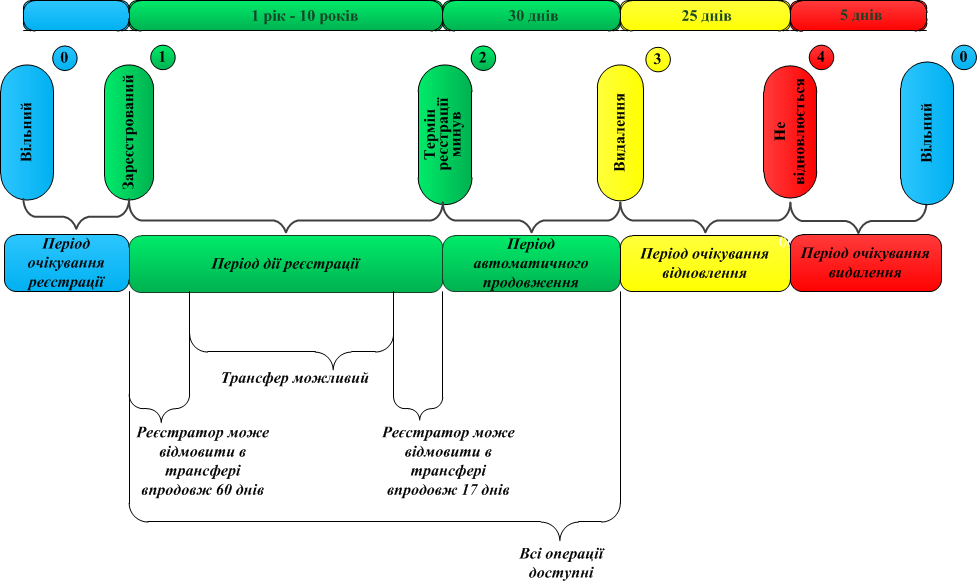 1 рік - 10 років
30 днів
25 днів
5 днів
0
1
2
3
4
0
Вільний
Зареєстрований
Термін
реєстрації
минув
Видалення
Не
відновлюється
Вільний
Період
очікування
реєстрації
Період дії реєстрації
Період
автоматичного
продовження
Період очікування
відновлення
Період очікування
видалення
Трансфер можливий
Реєстратор може
відмовити в
трансфері
впродовж 60 днів
Реєстратор може
відмовити в
трансфері
впродовж 17 днів
Всі операції
доступні